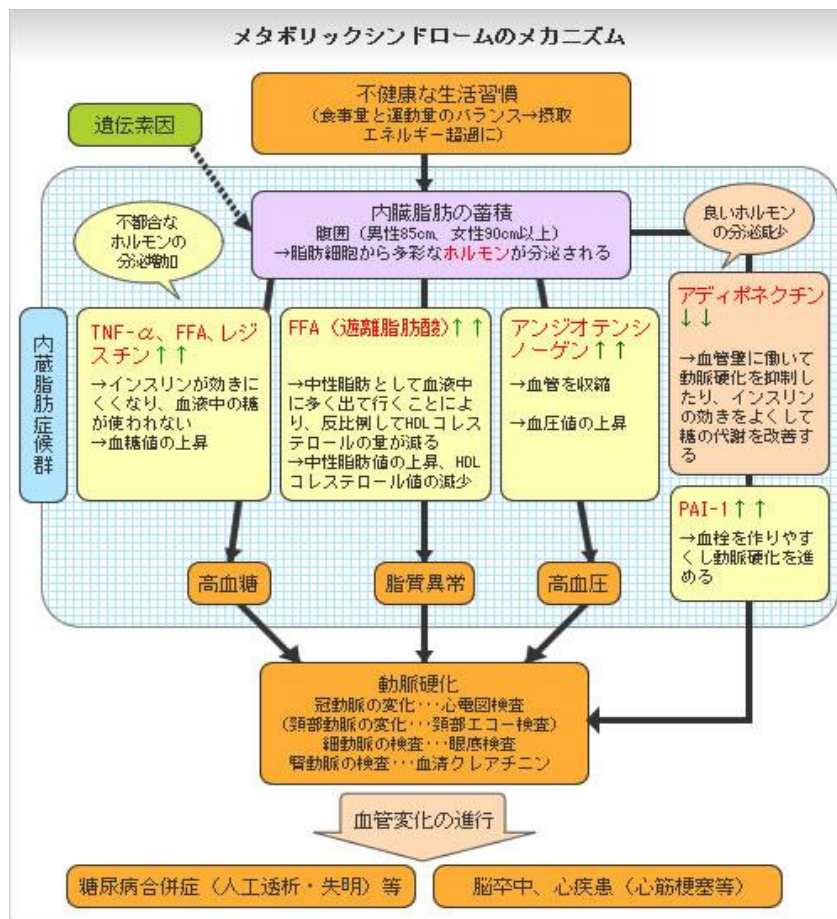 メタボリックシンドロームのメカニズム
不健康な生活習慣
(食事量と運動量のバランス→摂取
エネルギー超過に)
遺伝素因
内臓脂肪の蓄積
腹囲(男性85cm、女性90cm以上)
→脂肪細胞から多彩なホルモンが分泌される
不都合な
ホルモンの
分泌増加
良いホルモン
の分泌減少
内蔵脂肪症候群
TNF-α、FFA、レジ
スチン↑↑
→インスリンが効きに
くくなり、血液中の糖
が使われない
→血糖値の上昇
FFA(遊離脂肪酸)↑↑
→中性脂肪として血液中
に多く出て行くことによ
り、反比例してHDLコレス
テロールの量が減る
→中性脂肪値の上昇、HDL
コレステロール値の減少
アンジオテンシ
ノーゲン↑↑
→血管を収縮
→血圧値の上昇
アディポネクチン
↓↓
→血管壁に働いて
動脈硬化を抑制し
たり、インスリン
の効きをよくして
糖の代謝を改善す
る
PAI-1↑↑
→血栓を作りやす
くし動脈硬化を進
める
高血糖
脂質異常
高血圧
動脈硬化
冠動脈の変化・・・心電図検査
(頚部動脈の変化・・・頚部エコー検査)
細動脈の検査・・・眼底検査
腎動脈の検査・・・血清クレアチニン
血管変化の進行
糖尿病合併症(人工透析・失明)等
脳卒中、心疾患(心筋梗塞等)